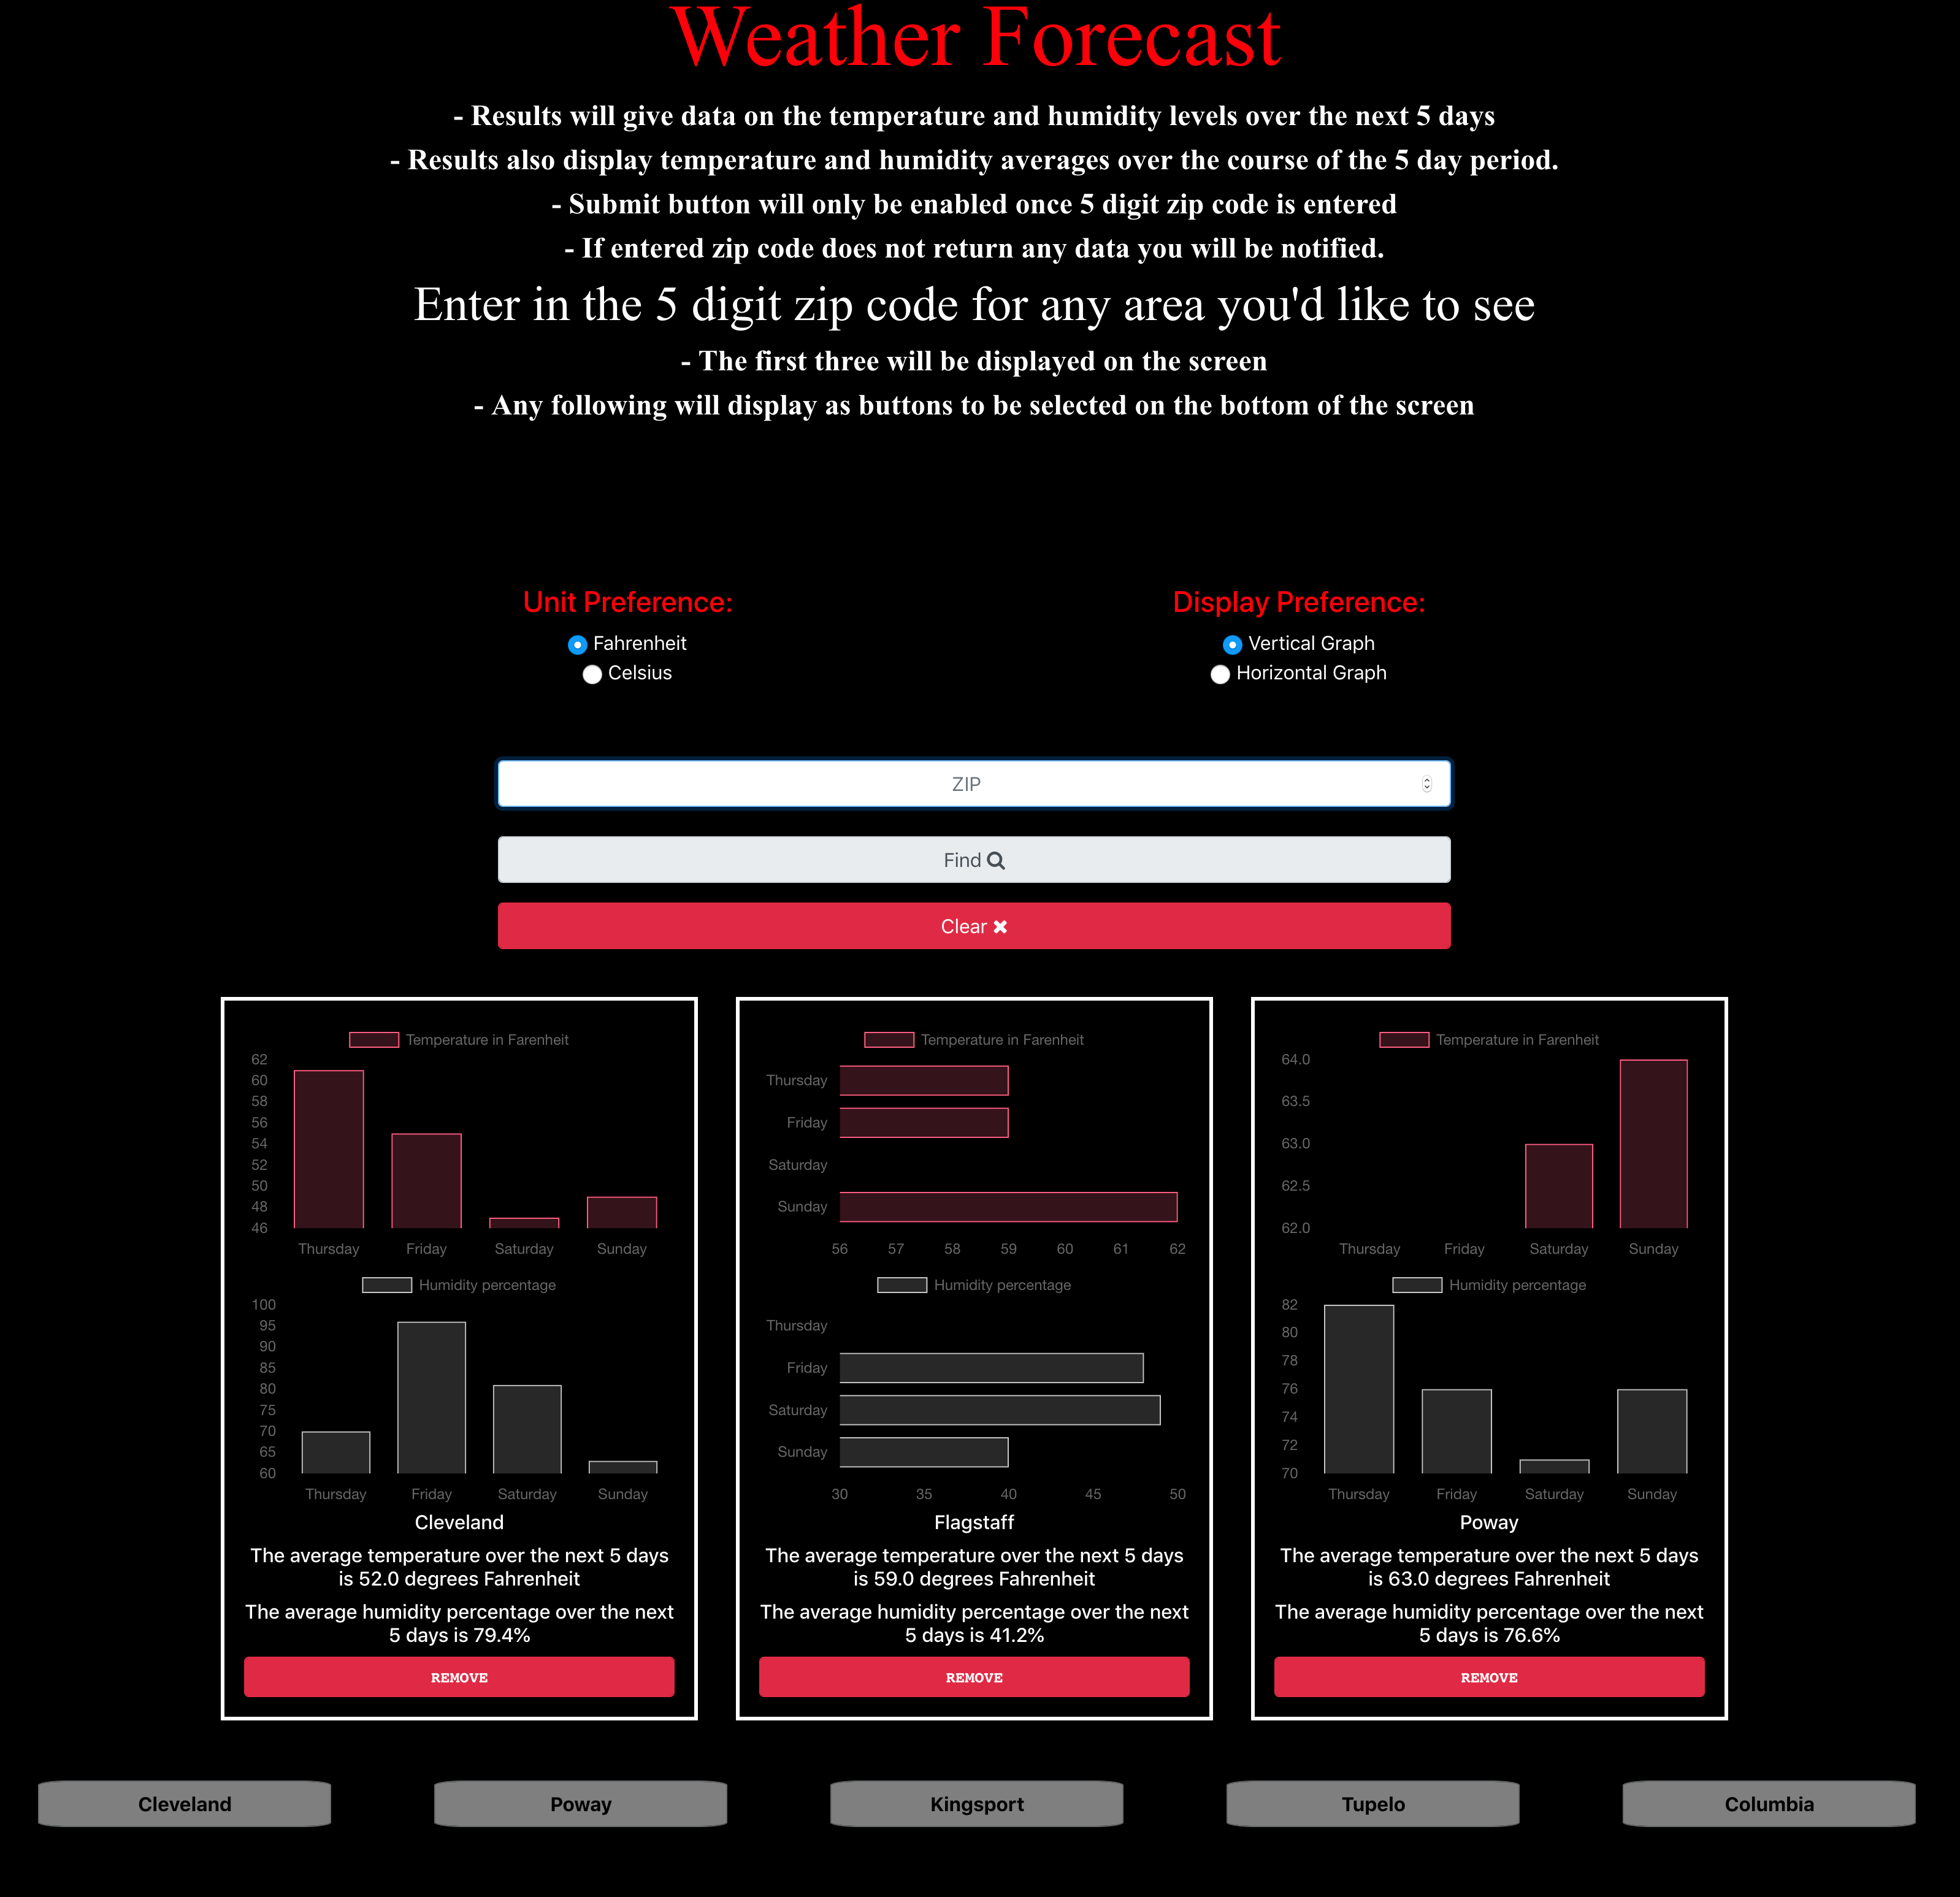 Weather Forecast
- Results will give data on the temperature and humidity levels over the next 5 days
- Results also display temperature and humidity averages over the course of the 5 day period.
- Submit button will only be enabled once 5 digit zip code is entered
- If entered zip code does not return any data you will be notified.
Enter in the 5 digit zip code for any area you'd like to see
- The first three will be displayed on the screen
- Any following will display as buttons to be selected on the bottom of the screen
Unit Preference:
Fahrenheit
Celsius
Display Preference:
Vertical Graph
Horizontal Graph
ZIP
Find
Clear
Temperature in Farenheit
62
60
58
56
54
52
50
48
46
Thursday Friday Saturday Sunday
Humidity percentage
100
95
90
85
80
75
70
65
60
Thursday Friday Saturday Sunday
Cleveland
The average temperature over the next 5 days
is 52.0 degrees Fahrenheit
The average humidity percentage over the next
5 days is 79.4%
REMOVE
Temperature in Farenheit
Thursday
Friday
Saturday
Sunday
56 57 58 59 60 61 62
Humidity percentage
Thursday
Friday
Saturday
Sunday
30 35 40 45 50
Flagstaff
The average temperature over the next 5 days
is 59.0 degrees Fahrenheit
The average humidity percentage over the next
5 days is 41.2%
REMOVE
Temperature in Farenheit
64.0
63.5
63.0
62.5
62.0
Thursday Friday Saturday Sunday
Humidity percentage
82
80
78
76
74
72
70
Thursday Friday Saturday Sunday
Poway
The average temperature over the next 5 days
is 63.0 degrees Fahrenheit
The average humidity percentage over the next
5 days is 76.6%
REMOVE
Cleveland Poway Kingsport Tupelo Columbia